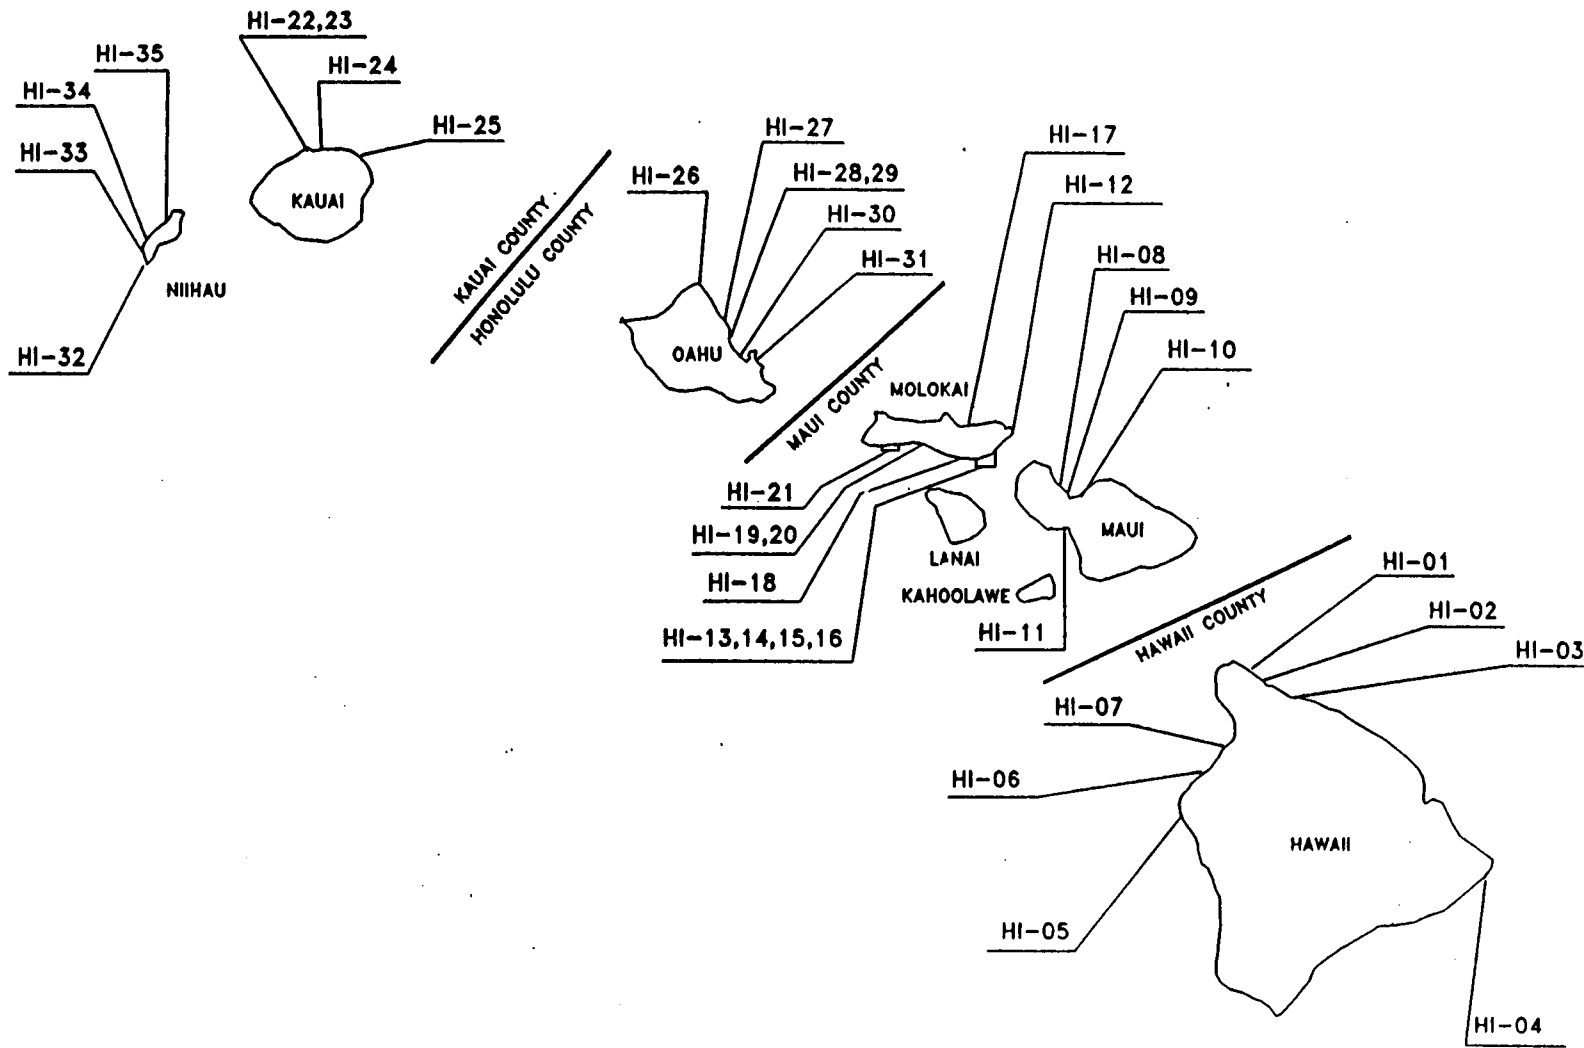 HI-22,23
HI-35
HI-24
HI-34
HI-25
HI-33
KAUAI
NIIHAU
HI-32
KAUAI COUNTY
HONOLULU COUNTY
HI-27
HI-28,29
HI-26
HI-30
HI-31
OAHU
MAUI COUNTY
HI-17
HI-12
HI-08
HI-09
HI-10
MOLOKAI
HI-21
HI-19,20
HI-18
HI-13,14,15,16
LANAI
KAHOOLAWE
MAUI
HI-11
HAWAII COUNTY
HI-01
HI-02
HI-03
HI-07
HI-06
HAWAII
HI-05
HI-04